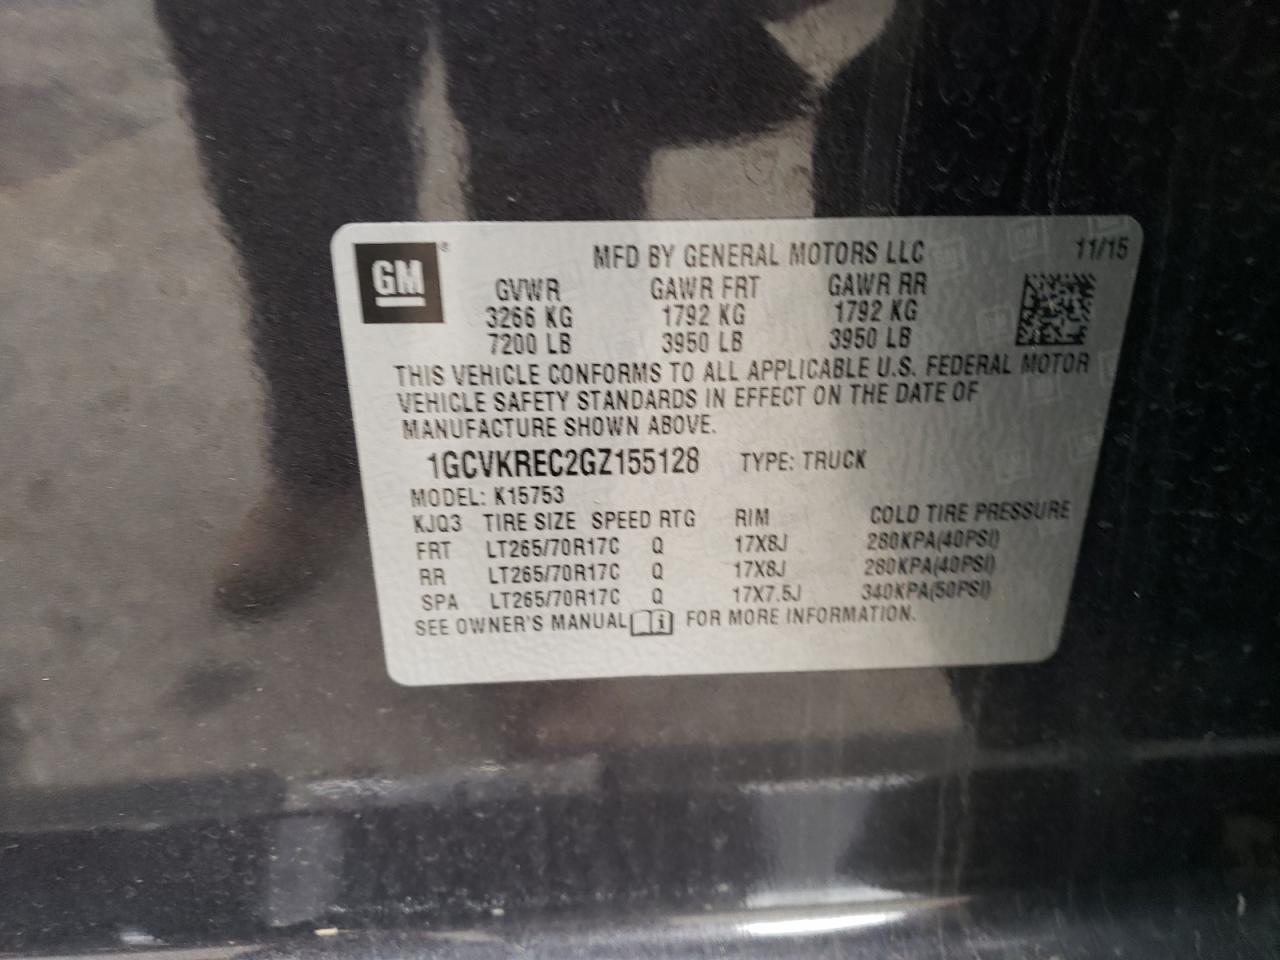 GM®
MFD BY GENERAL MOTORS LLC 11/15
GVWR GAWR FRT GAWR RR
3266 KG 1792 KG 1792 KG
7200 LB 3950 LB 3950 LB
THIS VEHICLE CONFORMS TO ALL APPLICABLE U.S. FEDERAL MOTOR
VEHICLE SAFETY STANDARDS IN EFFECT ON THE DATE OF
MANUFACTURE SHOWN ABOVE.
1GCVKREC2GZ155128 TYPE: TRUCK
MODEL: K15753
KJQ3 TIRE SIZE SPEED RTG RIM COLD TIRE PRESSURE
FRT LT265/70R17C Q 17X8J 280KPA(40PSI)
RR LT265/70R17C Q 17X8J 280KPA(40PSI)
SPA LT265/70R17C Q 17X7.5J 340KPA(50PSI)
SEE OWNER'S MANUAL FOR MORE INFORMATION.